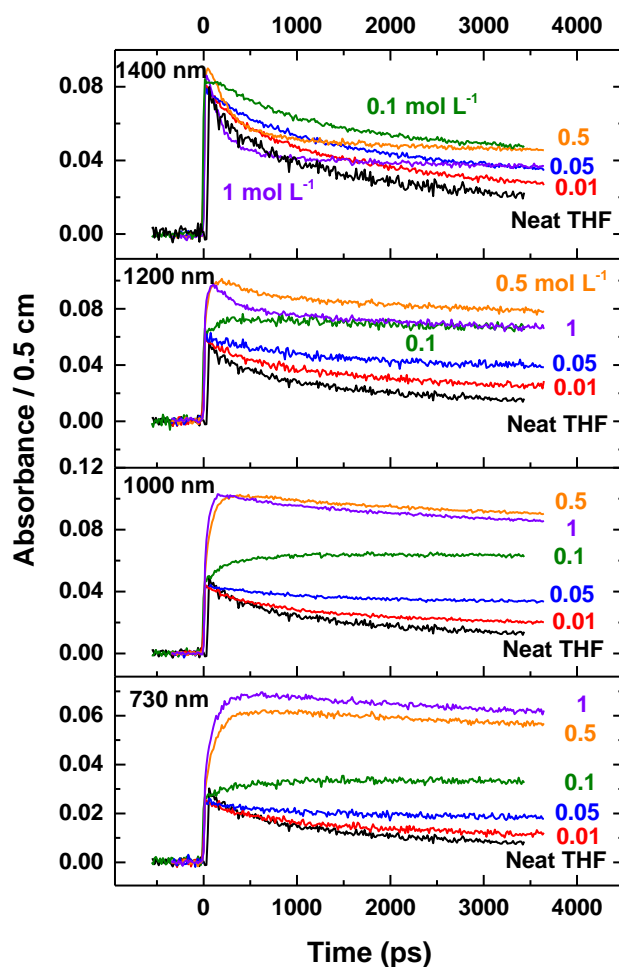 0 1000 2000 3000 4000
1400 nm
0.08
0.1 mol L⁻¹
0.5
0.04
0.05
1 mol L⁻¹
0.01
Neat THF
0.00
1200 nm
0.5 mol L⁻¹
0.08
1
0.1
0.04
0.05
0.01
0.00
Neat THF
0.12
1000 nm
0.5
0.08
1
0.1
0.04
0.05
0.01
Neat THF
0.00
730 nm
1
0.06
0.5
0.04
0.1
0.02
0.05
0.01
0.00
Neat THF
0 1000 2000 3000 4000
Time (ps)
Absorbance / 0.5 cm